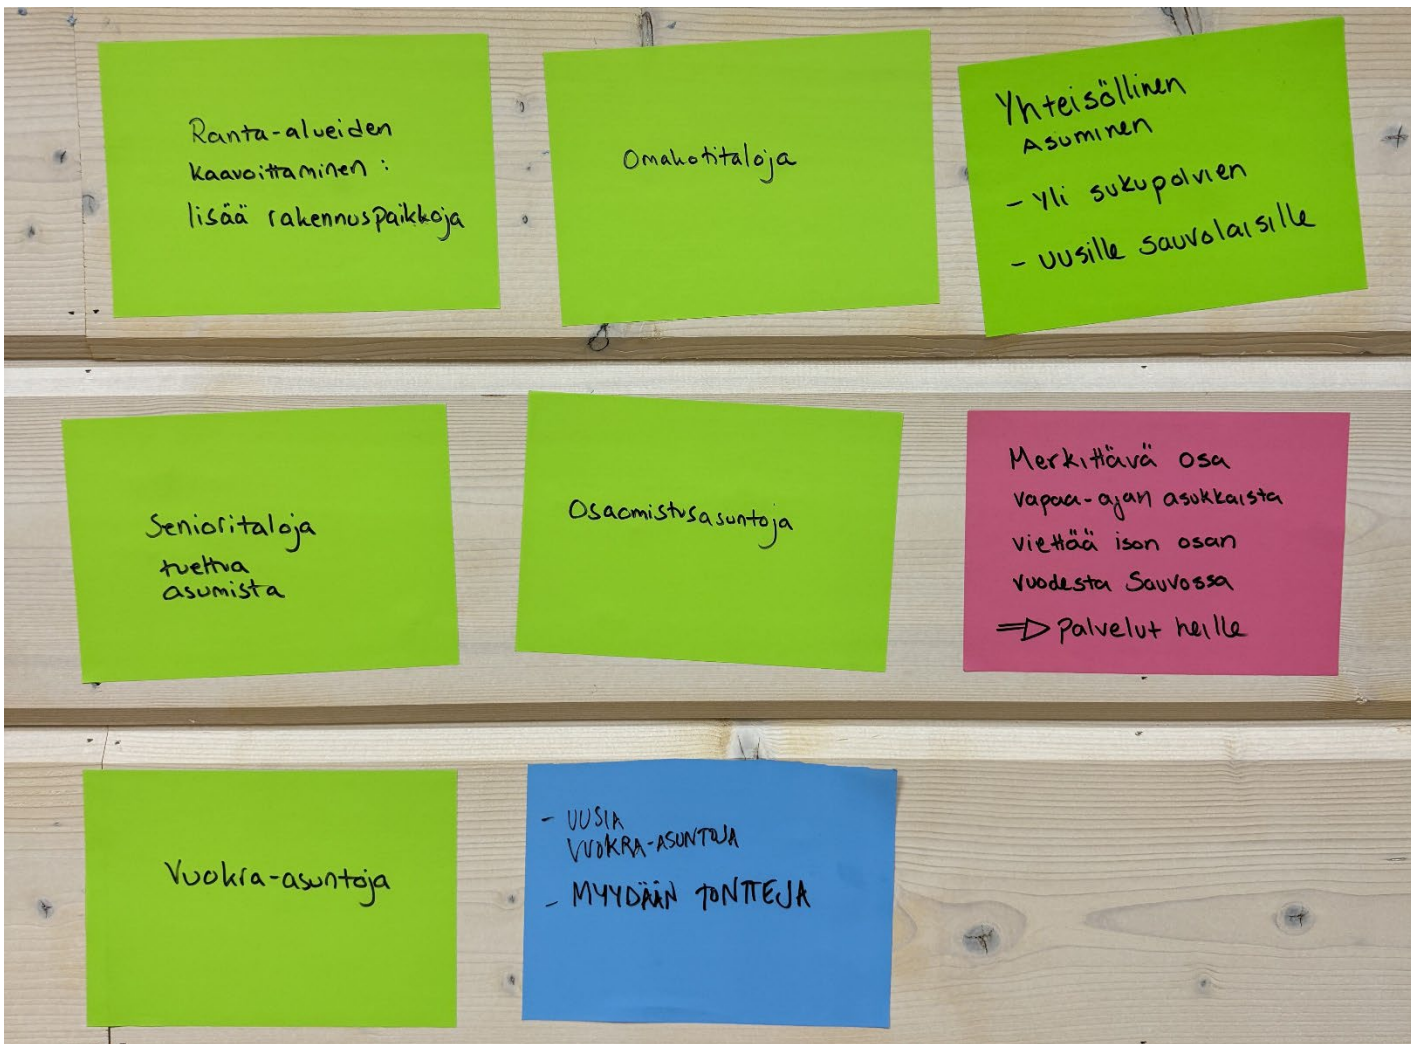 Ranta-alueiden
kaavoittaminen :
lisää rakennuspaikkoja
Omakotitaloja
Yhteisöllinen
Asuminen
- yli sukupolvien
- uusille sauvolaisille
Senioritaloja
tuettua
asumista
Osaomistusasuntoja
Merkittävä osa
vapaa-ajan asukkaista
viettää ison osan
vuodesta Sauvossa
⇒ palvelut heille
Vuokra-asuntoja
- UUSIA
VUOKRA-ASUNTOJA
- MYYDÄÄN TONTTEJA